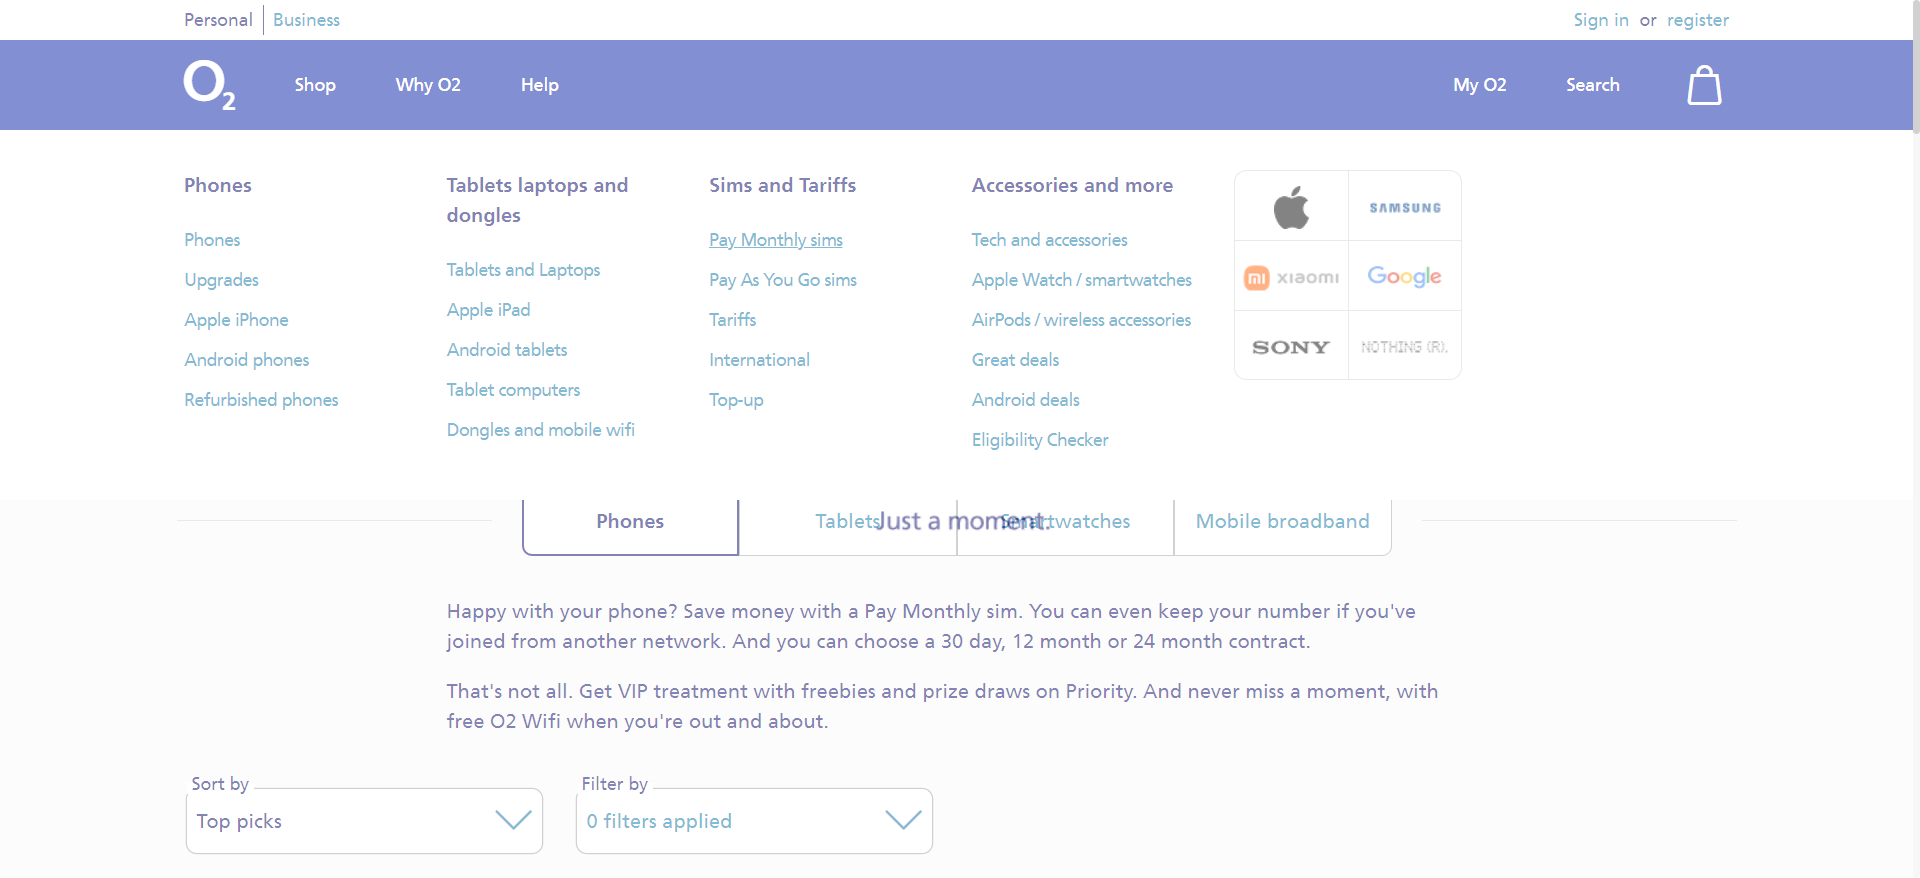 Personal
Business
Sign in or register
O2
Shop
Why O2
Help
My O2
Search
Phones
Phones
Upgrades
Apple iPhone
Android phones
Refurbished phones
Tablets laptops and
dongles
Tablets and Laptops
Apple iPad
Android tablets
Tablet computers
Dongles and mobile wifi
Sims and Tariffs
Pay Monthly sims
Pay As You Go sims
Tariffs
International
Top-up
Accessories and more
Tech and accessories
Apple Watch / smartwatches
AirPods / wireless accessories
Great deals
Android deals
Eligibility Checker
SAMSUNG
mi xiaomi
Google
SONY
NOTHING (R).
Phones
Tablets
Smartwatches
Mobile broadband
Just a moment.
Happy with your phone? Save money with a Pay Monthly sim. You can even keep your number if you've
joined from another network. And you can choose a 30 day, 12 month or 24 month contract.
That's not all. Get VIP treatment with freebies and prize draws on Priority. And never miss a moment, with
free O2 Wifi when you're out and about.
Sort by
Top picks
Filter by
0 filters applied